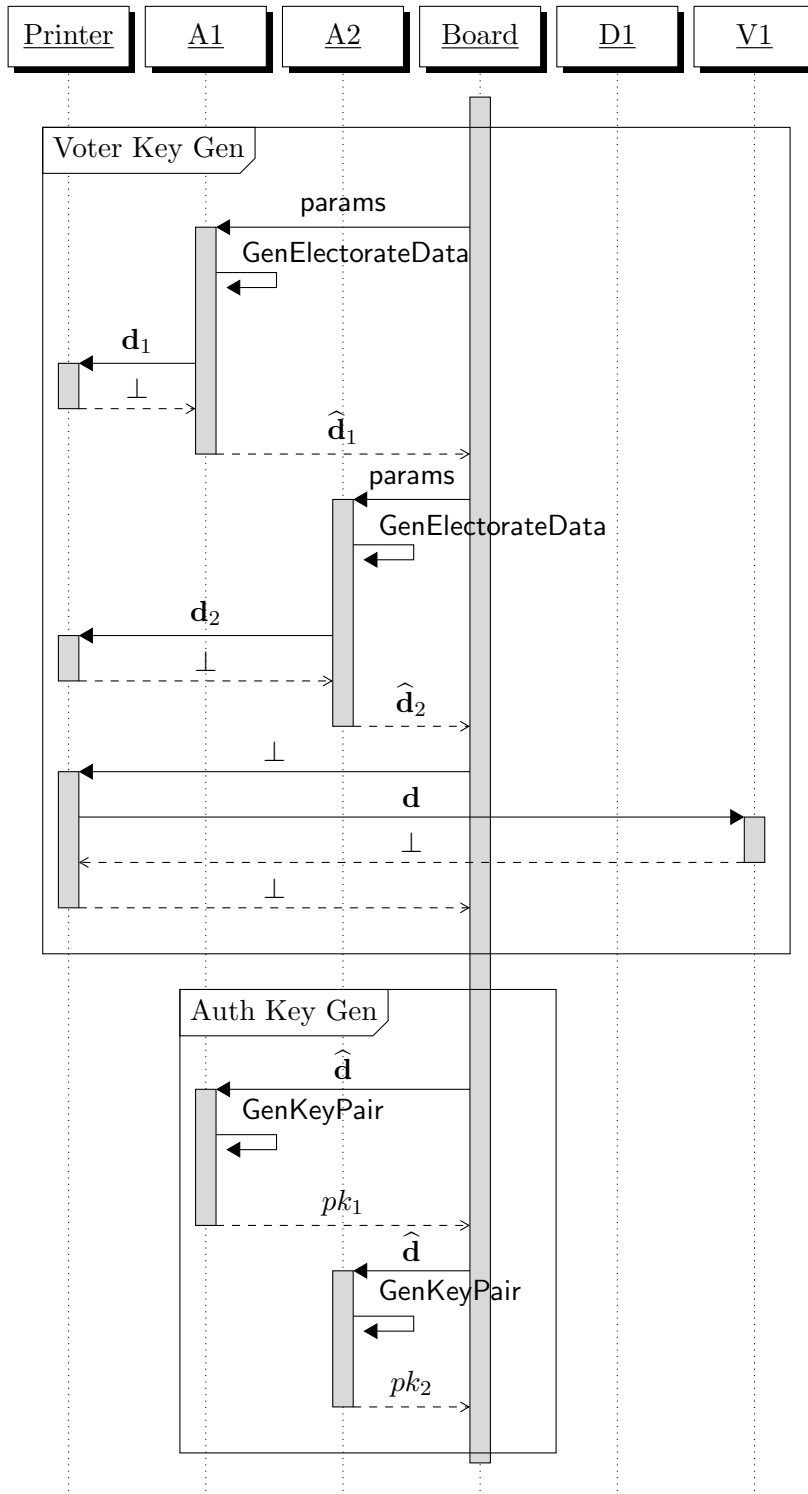 Printer A1 A2 Board D1 V1
Voter Key Gen
params
GenElectorateData
𝐝₁
⊥
𝐝̂₁
params
GenElectorateData
𝐝₂
⊥
𝐝̂₂
⊥
𝐝
⊥
⊥
Auth Key Gen
𝐝̂
GenKeyPair
pk₁
𝐝̂
GenKeyPair
pk₂